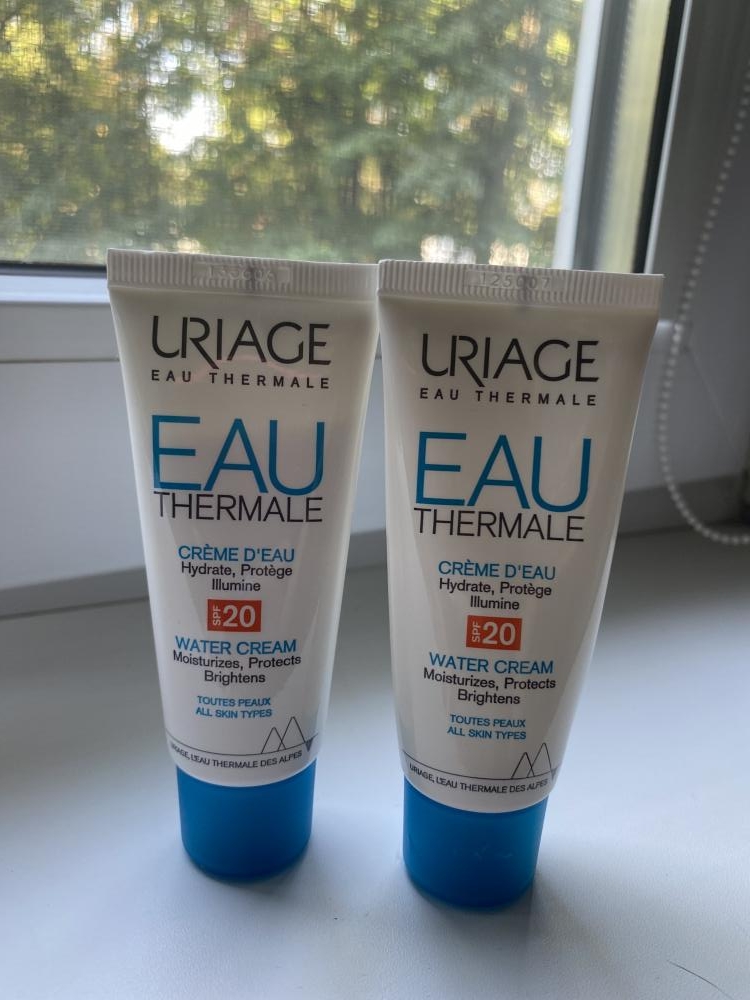 URIAGE
EAU THERMALE
EAU
THERMALE
CRÈME D'EAU
Hydrate, Protège
Illumine
SPF 20
WATER CREAM
Moisturizes, Protects
Brightens
TOUTES PEAUX
ALL SKIN TYPES
URIAGE, L'EAU THERMALE DES ALPES
125007
URIAGE
EAU THERMALE
EAU
THERMALE
CRÈME D'EAU
Hydrate, Protège
Illumine
SPF 20
WATER CREAM
Moisturizes, Protects
Brightens
TOUTES PEAUX
ALL SKIN TYPES
URIAGE, L'EAU THERMALE DES ALPES